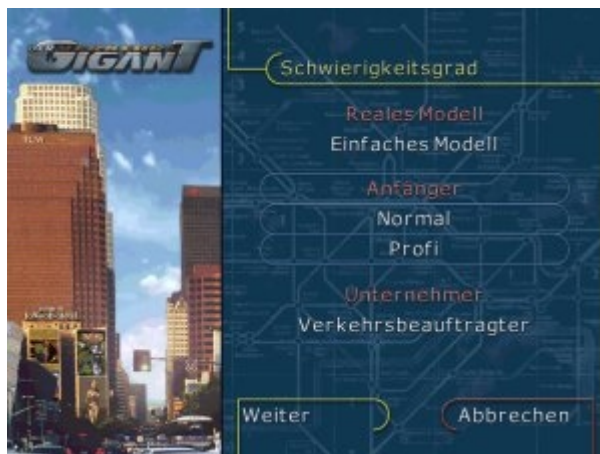 GIGANT
Schwierigkeitsgrad
Reales Modell
Einfaches Modell
Anfänger
Normal
Profi
Unternehmer
Verkehrsbeauftragter
Weiter
Abbrechen